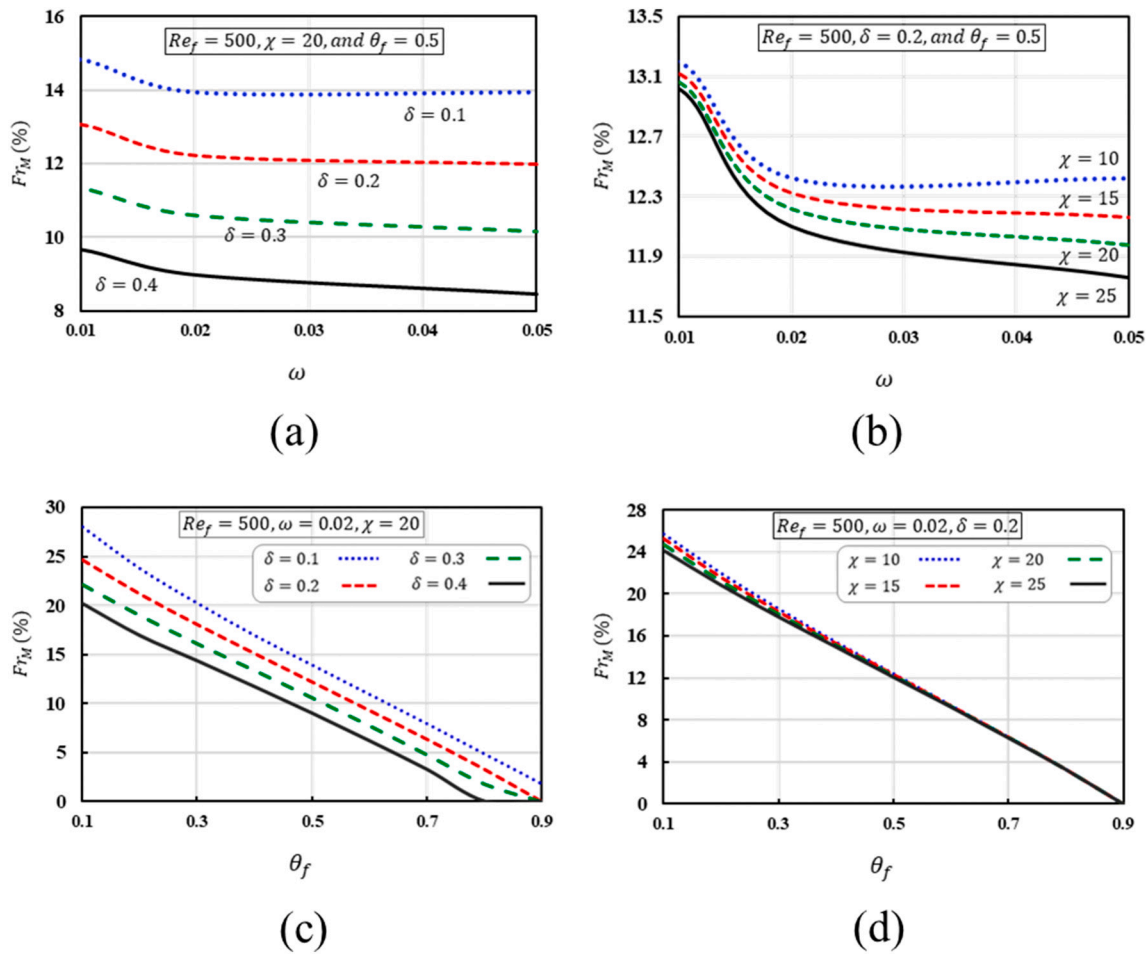 16
14
12
10
8
Fr_M (%)
Re_f = 500, χ = 20, and θ_f = 0.5
δ = 0.1
δ = 0.2
δ = 0.3
δ = 0.4
0.01 0.02 0.03 0.04 0.05
ω
(a)
13.5
13.1
12.7
12.3
11.9
11.5
Fr_M (%)
Re_f = 500, δ = 0.2, and θ_f = 0.5
χ = 10
χ = 15
χ = 20
χ = 25
0.01 0.02 0.03 0.04 0.05
ω
(b)
30
25
20
15
10
5
0
Fr_M (%)
Re_f = 500, ω = 0.02, χ = 20
δ = 0.1 δ = 0.3
δ = 0.2 δ = 0.4
0.1 0.3 0.5 0.7 0.9
θ_f
(c)
28
24
20
16
12
8
4
0
Fr_M (%)
Re_f = 500, ω = 0.02, δ = 0.2
χ = 10 χ = 20
χ = 15 χ = 25
0.1 0.3 0.5 0.7 0.9
θ_f
(d)